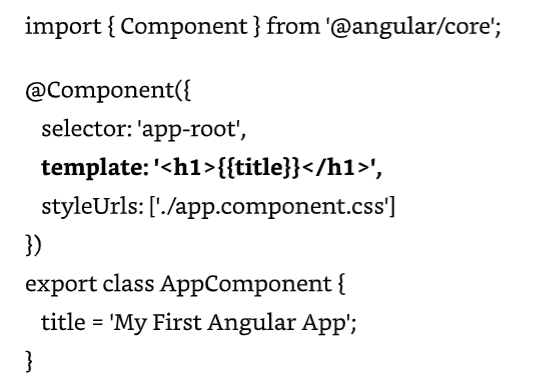 import { Component } from '@angular/core';
@Component({
selector: 'app-root',
template: '<h1>{{title}}</h1>',
styleUrls: ['./app.component.css']
})
export class AppComponent {
title = 'My First Angular App';
}